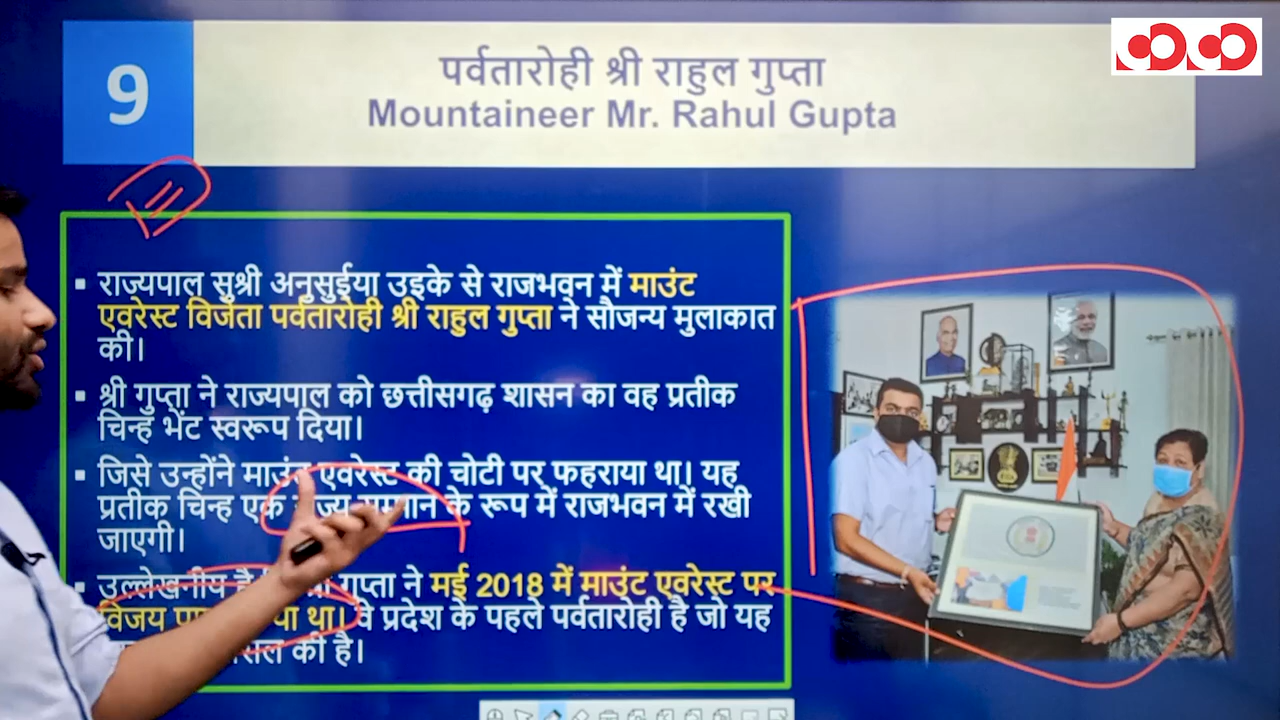 9
पर्वतारोही श्री राहुल गुप्ता
Mountaineer Mr. Rahul Gupta
▪ राज्यपाल सुश्री अनुसुईया उइके से राजभवन में माउंट
एवरेस्ट विजेता पर्वतारोही श्री राहुल गुप्ता ने सौजन्य मुलाकात
की।
▪ श्री गुप्ता ने राज्यपाल को छत्तीसगढ़ शासन का वह प्रतीक
चिन्ह भेंट स्वरूप दिया।
▪ जिसे उन्होंने माउंट एवरेस्ट की चोटी पर फहराया था। यह
प्रतीक चिन्ह एक के रूप में राजभवन में रखी
जाएगी।
▪ उल्लेखनीय है गुप्ता ने मई 2018 में माउंट एवरेस्ट पर
विजय था। वे प्रदेश के पहले पर्वतारोही है जो यह
की है।